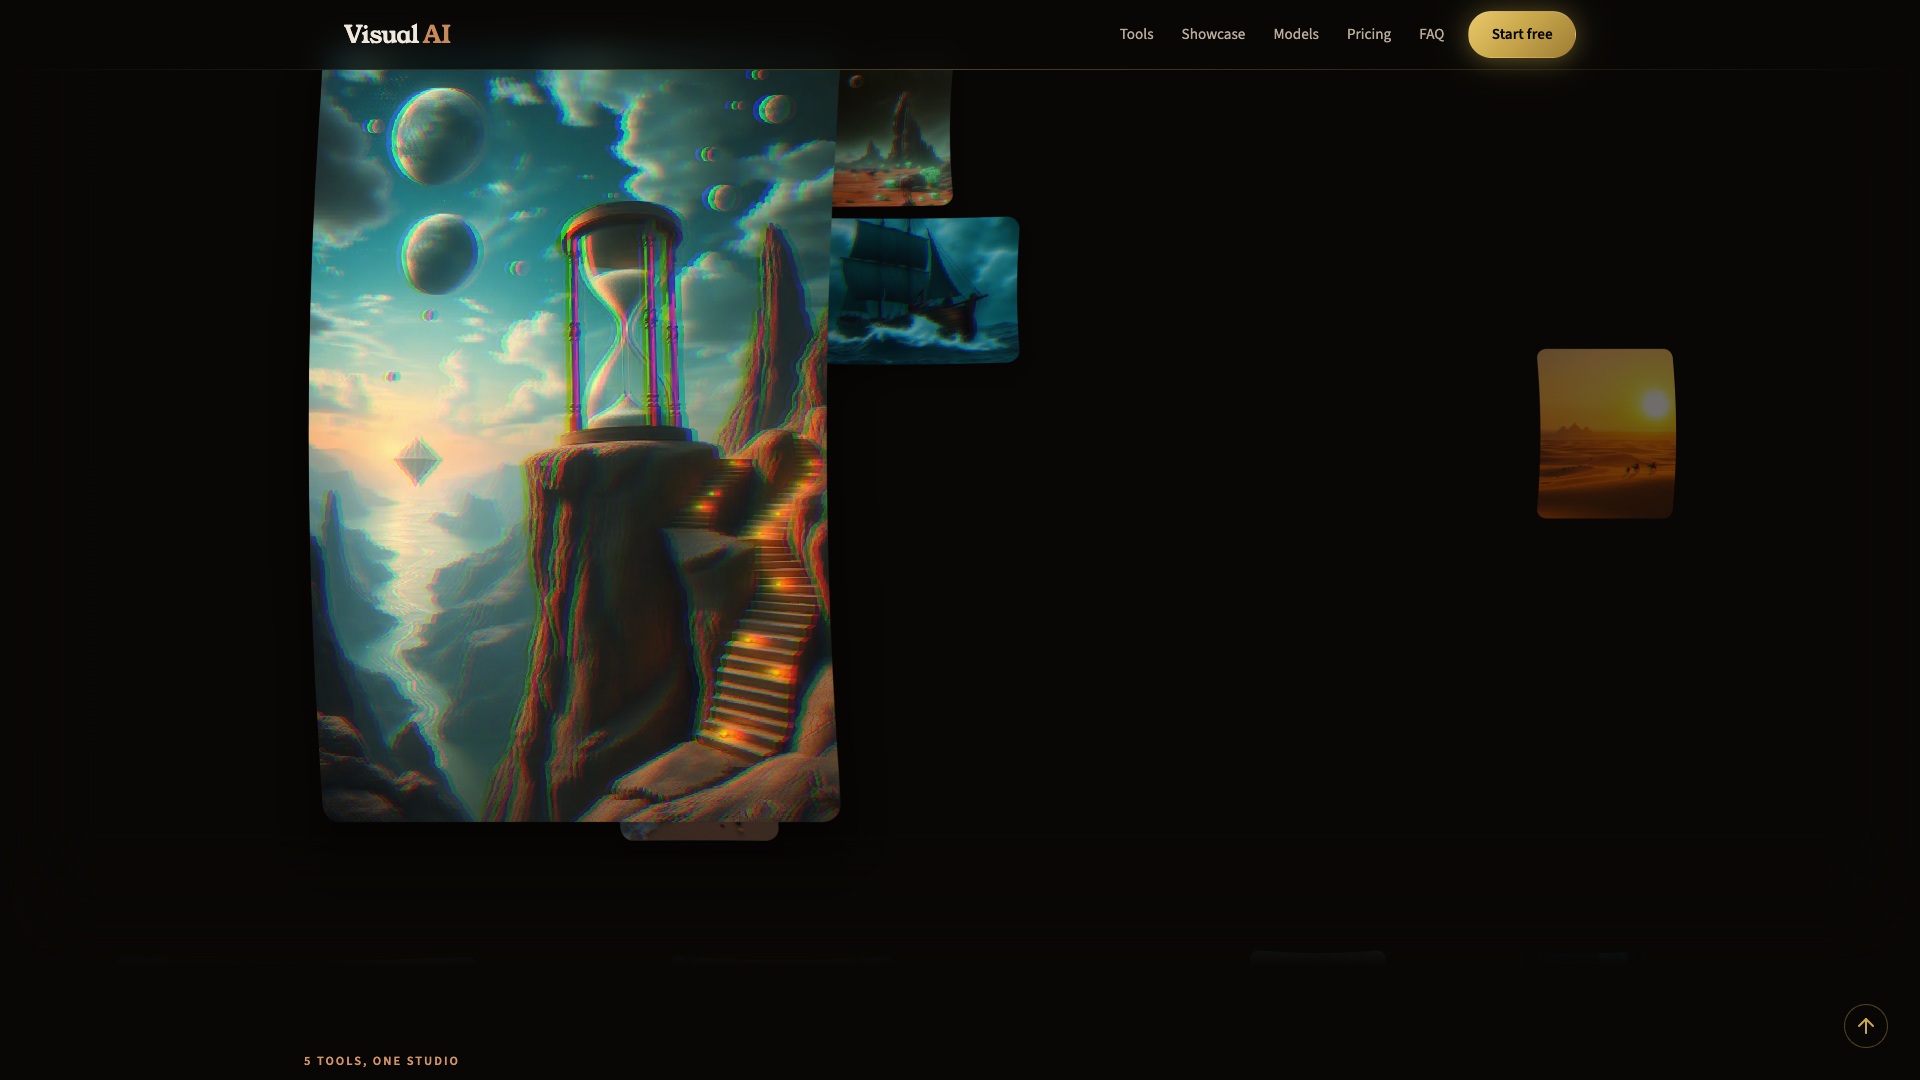 Visual AI
Tools
Showcase
Models
Pricing
FAQ
Start free
5 TOOLS, ONE STUDIO